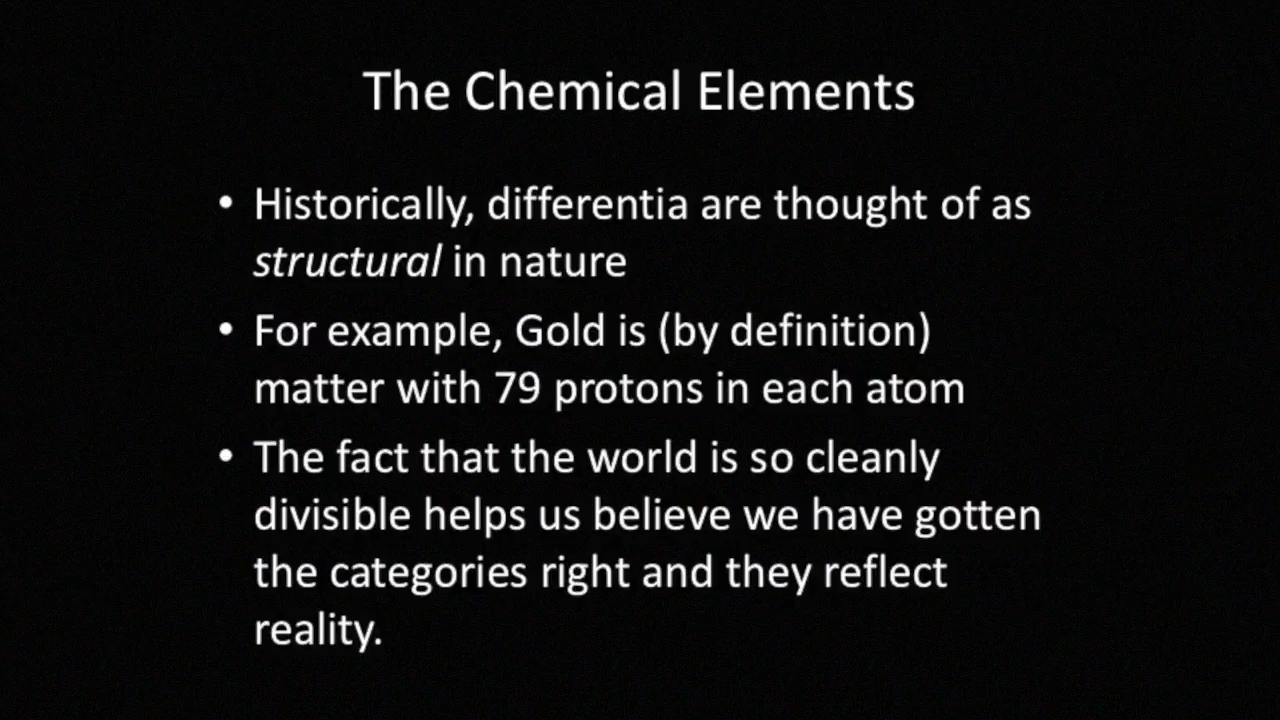 The Chemical Elements
• Historically, differentia are thought of as
structural in nature
• For example, Gold is (by definition)
matter with 79 protons in each atom
• The fact that the world is so cleanly
divisible helps us believe we have gotten
the categories right and they reflect
reality.